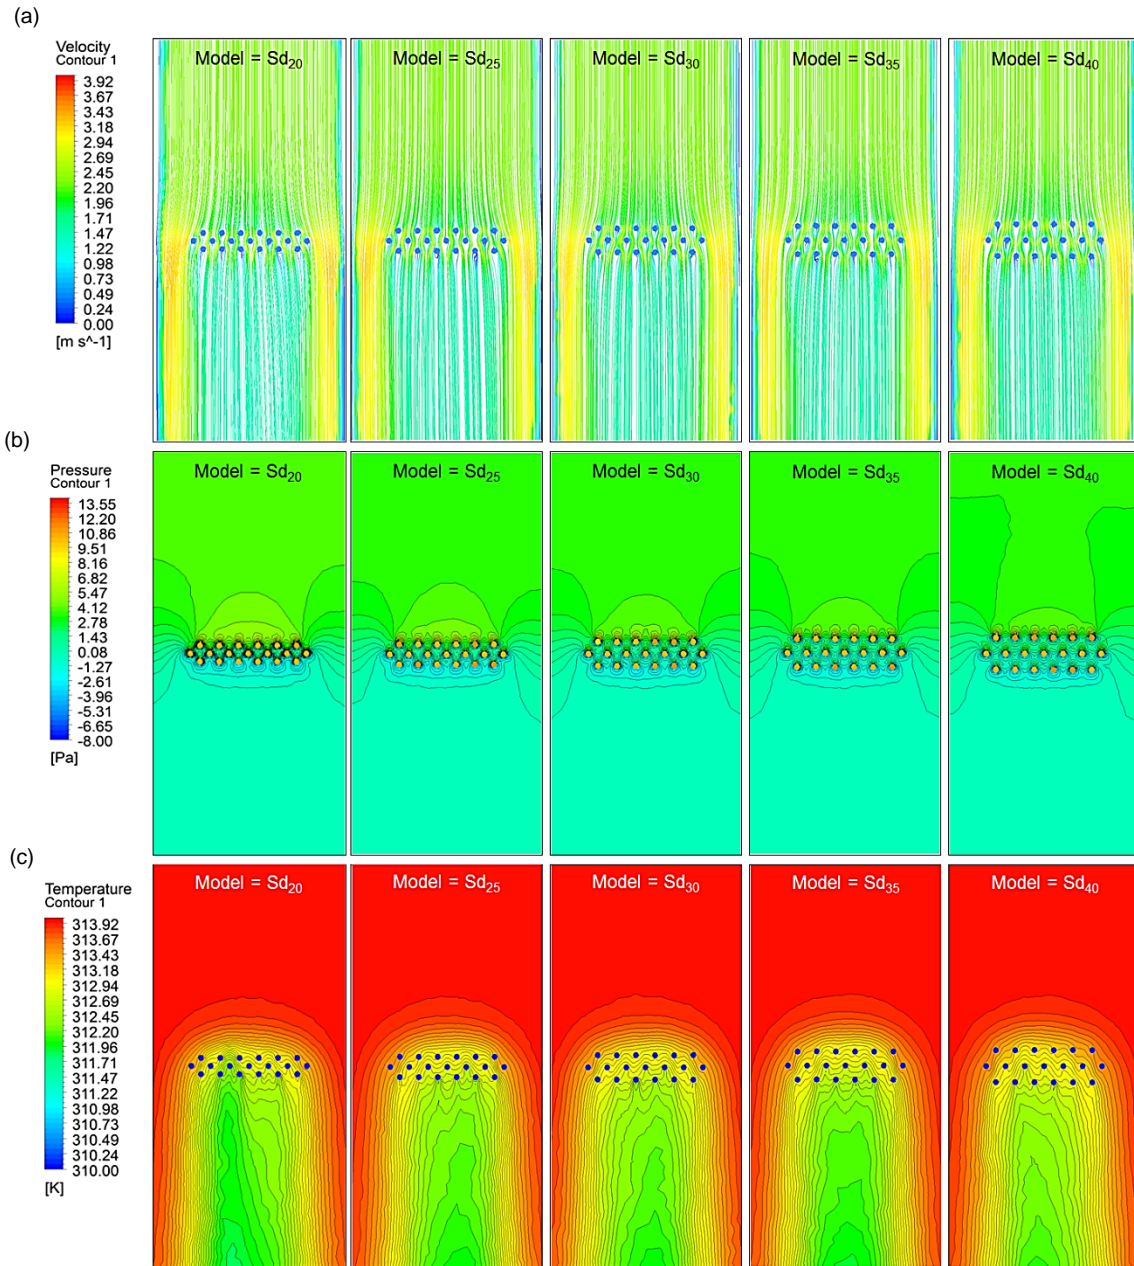 (a)
Velocity
Contour 1
3.92
3.67
3.43
3.18
2.94
2.69
2.45
2.20
1.96
1.71
1.47
1.22
0.98
0.73
0.49
0.24
0.00
[m s^-1]
Model = Sd20
Model = Sd25
Model = Sd30
Model = Sd35
Model = Sd40
(b)
Pressure
Contour 1
13.55
12.20
10.86
9.51
8.16
6.82
5.47
4.12
2.78
1.43
0.08
-1.27
-2.61
-3.96
-5.31
-6.65
-8.00
[Pa]
Model = Sd20
Model = Sd25
Model = Sd30
Model = Sd35
Model = Sd40
(c)
Temperature
Contour 1
313.92
313.67
313.43
313.18
312.94
312.69
312.45
312.20
311.96
311.71
311.47
311.22
310.98
310.73
310.49
310.24
310.00
[K]
Model = Sd20
Model = Sd25
Model = Sd30
Model = Sd35
Model = Sd40